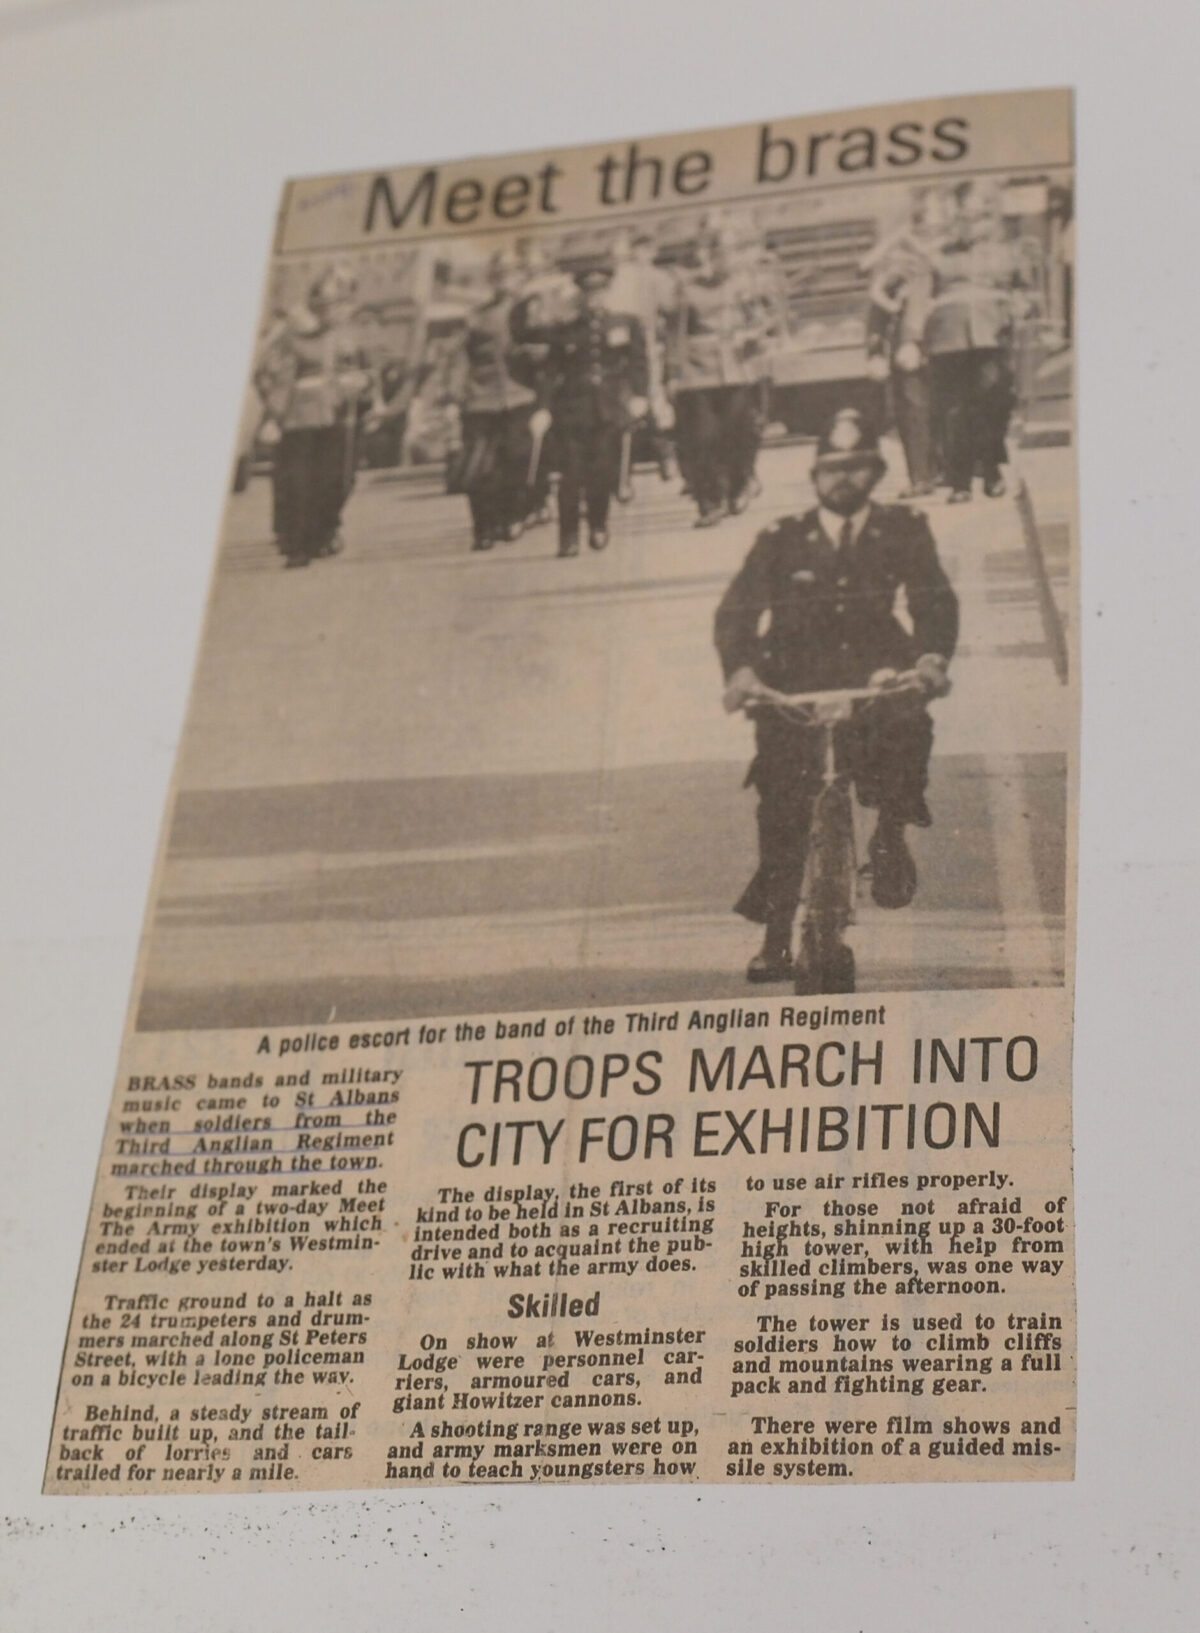 Meet the brass
A police escort for the band of the Third Anglian Regiment
TROOPS MARCH INTO
CITY FOR EXHIBITION
BRASS bands and military
music came to St Albans
when soldiers from the
Third Anglian Regiment
marched through the town.
Their display marked the
beginning of a two-day Meet
The Army exhibition which
ended at the town's Westmin-
ster Lodge yesterday.
Traffic ground to a halt as
the 24 trumpeters and drum-
mers marched along St Peters
Street, with a lone policeman
on a bicycle leading the way.
Behind, a steady stream of
traffic built up, and the tail-
back of lorries and cars
trailed for nearly a mile.
The display, the first of its
kind to be held in St Albans, is
intended both as a recruiting
drive and to acquaint the pub-
lic with what the army does.
Skilled
On show at Westminster
Lodge were personnel car-
riers, armoured cars, and
giant Howitzer cannons.
A shooting range was set up,
and army marksmen were on
hand to teach youngsters how
to use air rifles properly.
For those not afraid of
heights, shinning up a 30-foot
high tower, with help from
skilled climbers, was one way
of passing the afternoon.
The tower is used to train
soldiers how to climb cliffs
and mountains wearing a full
pack and fighting gear.
There were film shows and
an exhibition of a guided mis-
sile system.